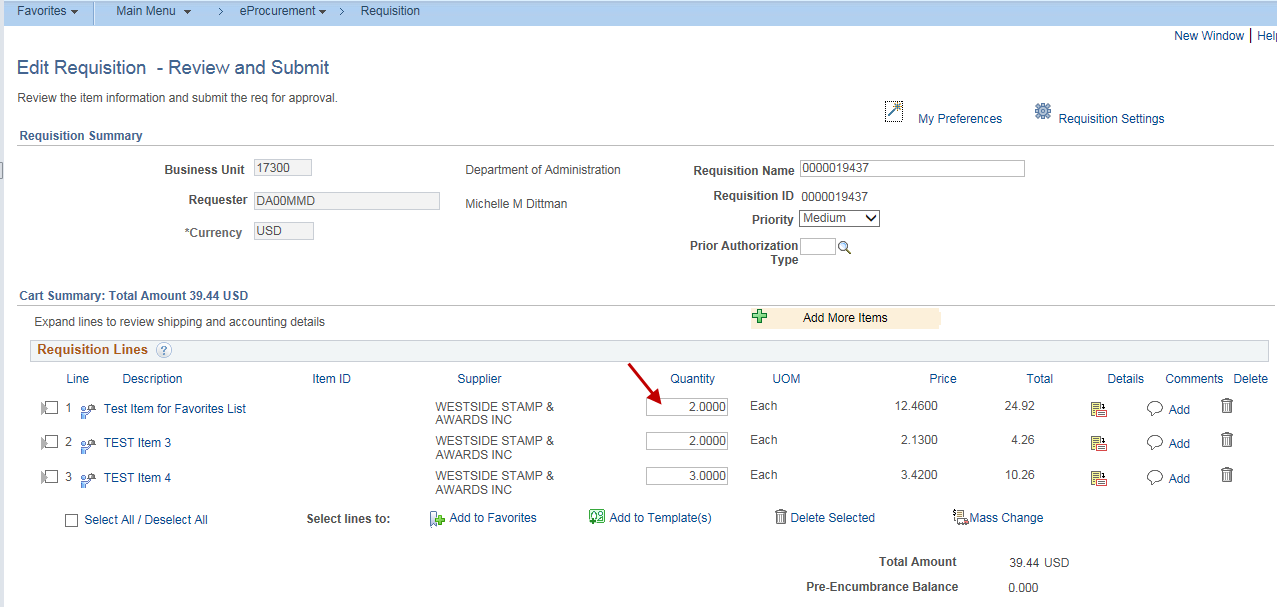 Favorites Main Menu > eProcurement > Requisition
New Window Help
Edit Requisition - Review and Submit
Review the item information and submit the req for approval.
My Preferences Requisition Settings
Requisition Summary
Business Unit 17300 Department of Administration Requisition Name 0000019437
Requisition ID 0000019437
Requester DA00MMD Michelle M Dittman
Priority Medium
*Currency USD
Prior Authorization
Type
Cart Summary: Total Amount 39.44 USD
Expand lines to review shipping and accounting details Add More Items
Requisition Lines ?
Line Description Item ID Supplier Quantity UOM Price Total Details Comments Delete
1 Test Item for Favorites List WESTSIDE STAMP & 2.0000 Each 12.4600 24.92 Add
AWARDS INC
2 TEST Item 3 WESTSIDE STAMP & 2.0000 Each 2.1300 4.26 Add
AWARDS INC
3 TEST Item 4 WESTSIDE STAMP & 3.0000 Each 3.4200 10.26 Add
AWARDS INC
Select All / Deselect All Select lines to: Add to Favorites Add to Template(s) Delete Selected Mass Change
Total Amount 39.44 USD
Pre-Encumbrance Balance 0.000